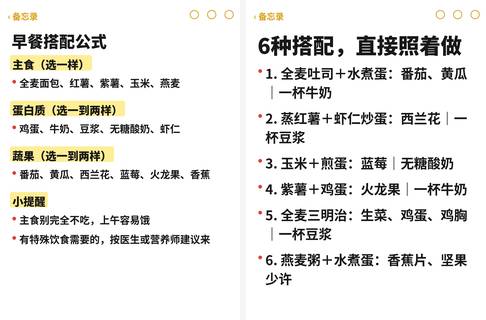 ‹备忘录
早餐搭配公式
主食（选一样）
全麦面包、红薯、紫薯、玉米、燕麦
蛋白质（选一到两样）
鸡蛋、牛奶、豆浆、无糖酸奶、虾仁
蔬果（选一到两样）
番茄、黄瓜、西兰花、蓝莓、火龙果、香蕉
小提醒
主食别完全不吃，上午容易饿
有特殊饮食需要的，按医生或营养师建议来
‹备忘录
6种搭配，直接照着做
1. 全麦吐司＋水煮蛋：番茄、黄瓜
｜一杯牛奶
2. 蒸红薯＋虾仁炒蛋：西兰花｜一
杯豆浆
3. 玉米＋煎蛋：蓝莓｜无糖酸奶
4. 紫薯＋鸡蛋：火龙果｜一杯牛奶
5. 全麦三明治：生菜、鸡蛋、鸡胸
｜一杯豆浆
6. 燕麦粥＋水煮蛋：香蕉片、坚果
少许